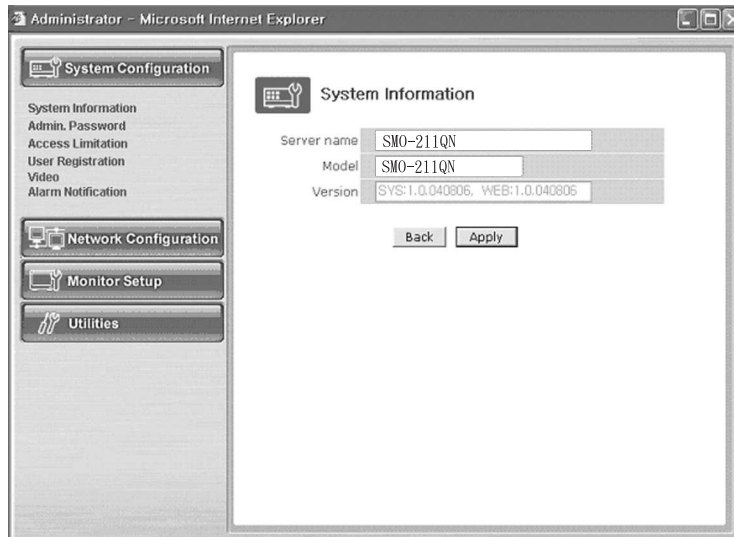 Administrator - Microsoft Internet Explorer
System Configuration
System Information
Admin. Password
Access Limitation
User Registration
Video
Alarm Notification
Network Configuration
Monitor Setup
Utilities
System Information
Server name SMO-211QN
Model SMO-211QN
Version SYS:1.0.040806, WEB:1.0.040806
Back Apply